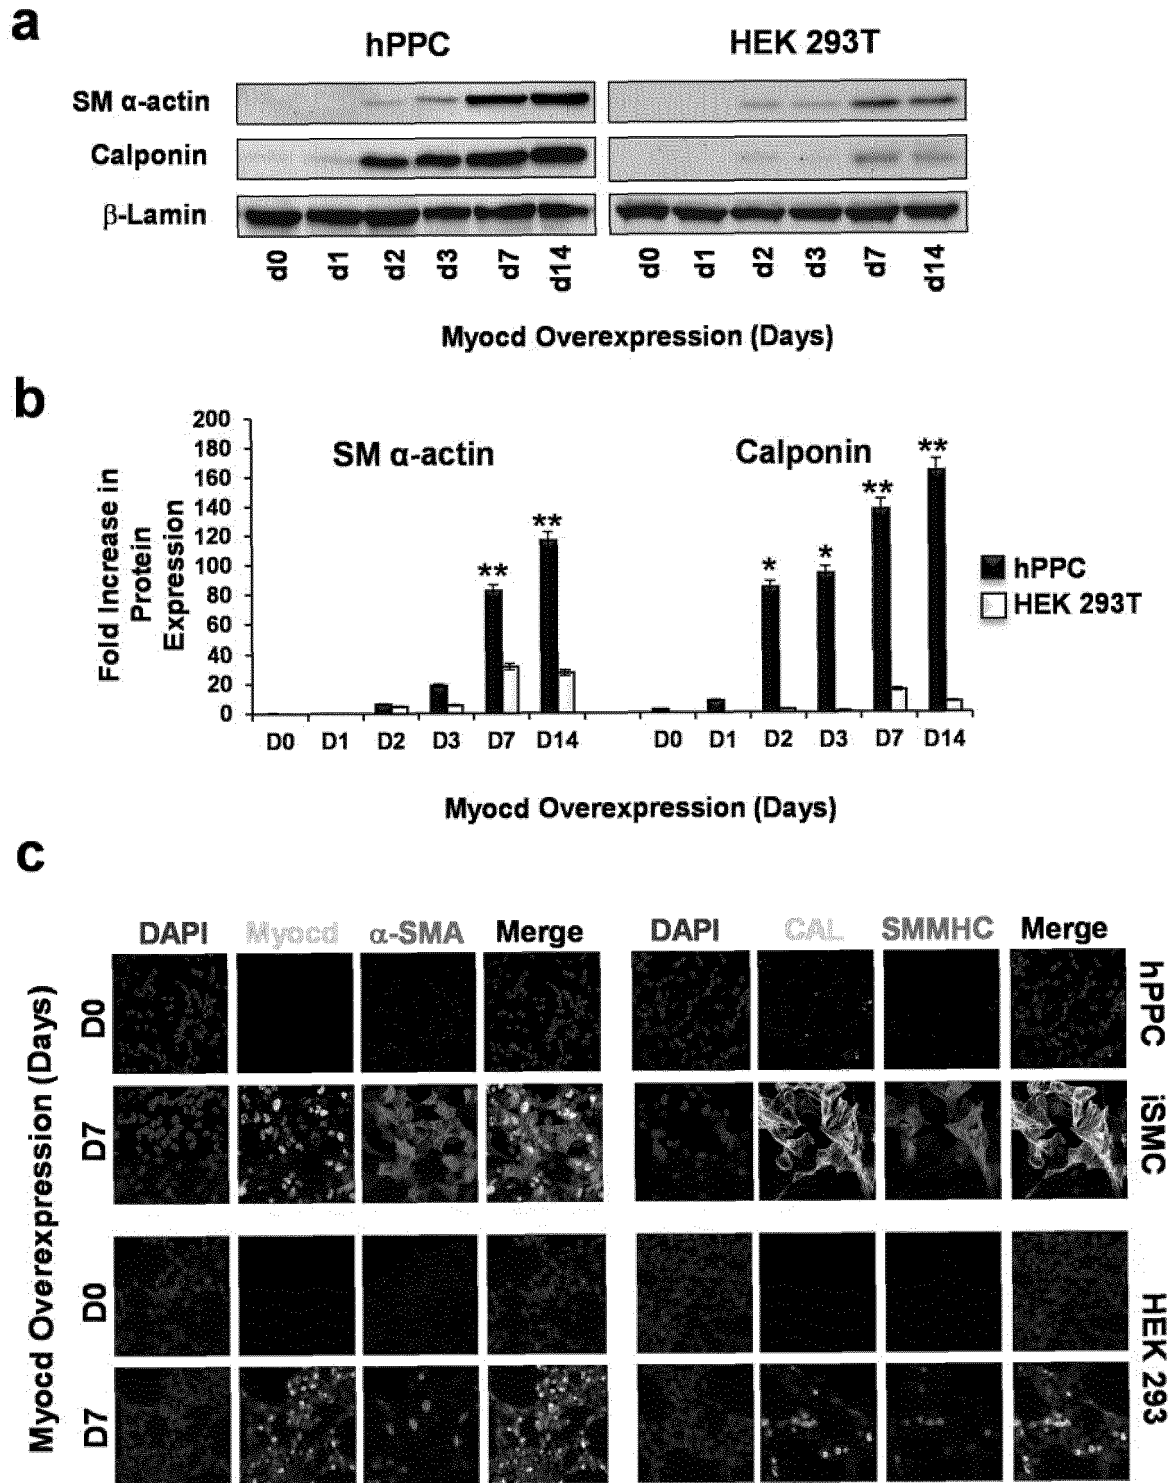 a
hPPC HEK 293T
SM α-actin
Calponin
β-Lamin
d0 d1 d2 d3 d7 d14 d0 d1 d2 d3 d7 d14
Myocd Overexpression (Days)
b
200
180
160
140
120
100
80
60
40
20
0
Fold Increase in
Protein
Expression
SM α-actin Calponin
** ** * * ** **
hPPC
HEK 293T
D0 D1 D2 D3 D7 D14 D0 D1 D2 D3 D7 D14
Myocd Overexpression (Days)
c
DAPI Myocd α-SMA Merge DAPI CAL SMMHC Merge
Myocd Overexpression (Days)
D0
D7
D0
D7
hPPC
iSMC
HEK 293